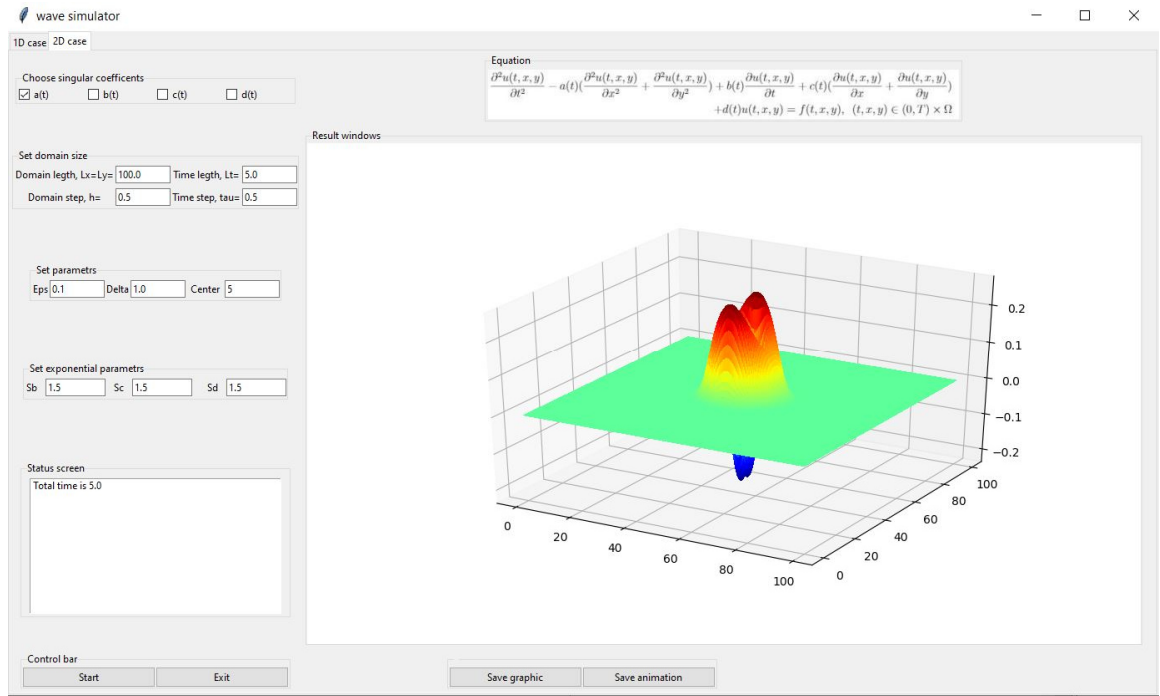 wave simulator
1D case 2D case
Choose singular coefficents
a(t) b(t) c(t) d(t)
Equation
∂²u(t, x, y)/∂t² − a(t)(∂²u(t, x, y)/∂x² + ∂²u(t, x, y)/∂y²) + b(t)∂u(t, x, y)/∂t + c(t)(∂u(t, x, y)/∂x + ∂u(t, x, y)/∂y)
+d(t)u(t, x, y) = f(t, x, y), (t, x, y) ∈ (0, T) × Ω
Set domain size
Domain legth, Lx=Ly= 100.0 Time legth, Lt= 5.0
Domain step, h= 0.5 Time step, tau= 0.5
Set parametrs
Eps 0.1 Delta 1.0 Center 5
Set exponential parametrs
Sb 1.5 Sc 1.5 Sd 1.5
Status screen
Total time is 5.0
Control bar
Start Exit
Result windows
0.2
0.1
0.0
−0.1
−0.2
0 20 40 60 80 100
0 20 40 60 80 100
Save graphic Save animation